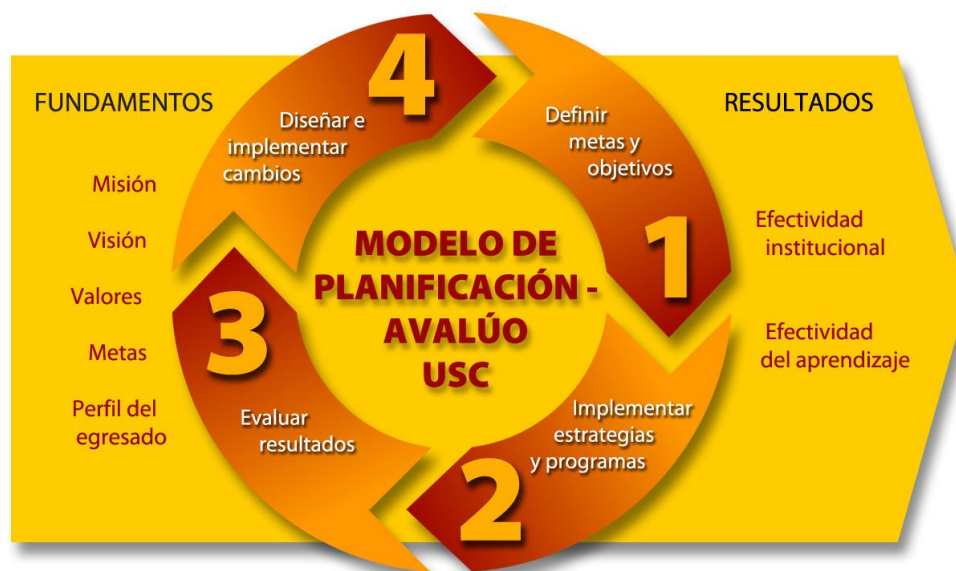 FUNDAMENTOS
Misión
Visión
Valores
Metas
Perfil del
egresado
4
Diseñar e
implementar
cambios
Definir
metas y
objetivos
1
MODELO DE
PLANIFICACIÓN -
AVALÚO
USC
3
Evaluar
resultados
Implementar
estrategias
y programas
2
RESULTADOS
Efectividad
institucional
Efectividad
del aprendizaje